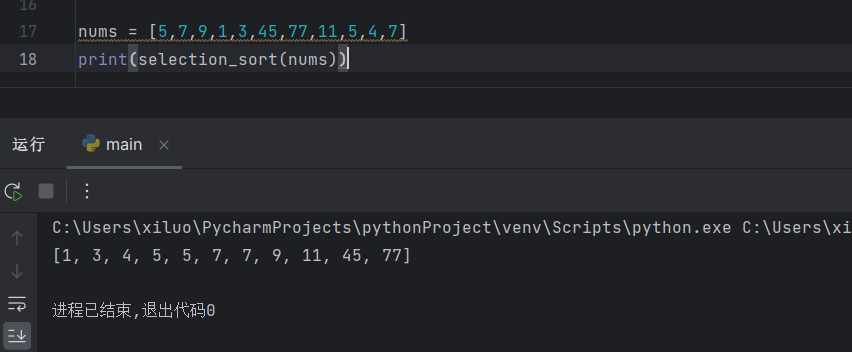 16
17 nums = [5,7,9,1,3,45,77,11,5,4,7]
18 print(selection_sort(nums))
运行 main
C:\Users\xiluo\PycharmProjects\pythonProject\venv\Scripts\python.exe C:\Users\xi
[1, 3, 4, 5, 5, 7, 7, 9, 11, 45, 77]
进程已结束,退出代码0